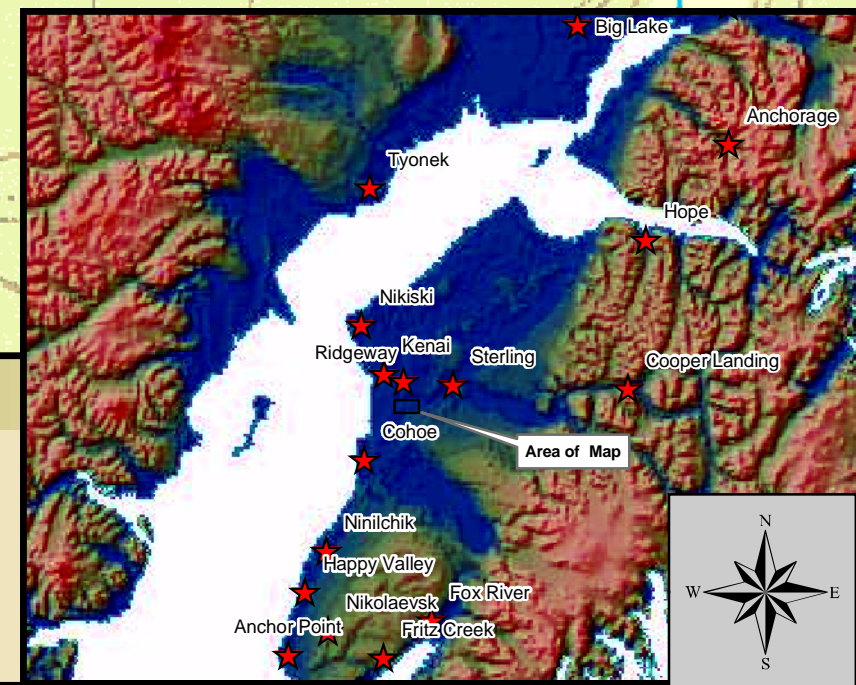 Big Lake
Anchorage
Tyonek
Hope
Nikiski
Kenai
Ridgeway
Sterling
Cooper Landing
Cohoe
Area of Map
Ninilchik
Happy Valley
Fox River
Nikolaevsk
Anchor Point
Fritz Creek
N
W
E
S